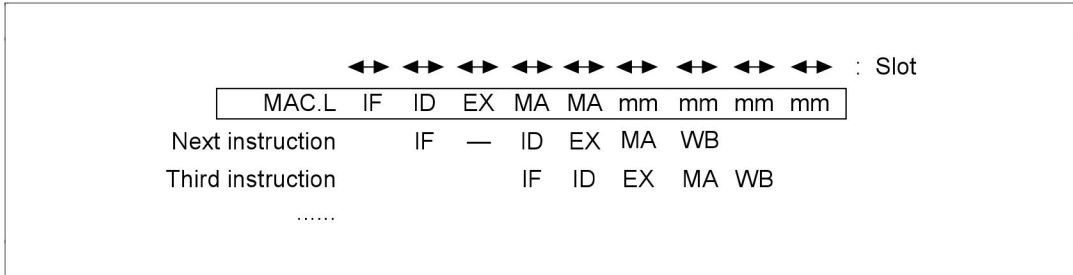 : Slot
MAC.L IF ID EX MA MA mm mm mm mm
Next instruction IF — ID EX MA WB
Third instruction IF ID EX MA WB
......